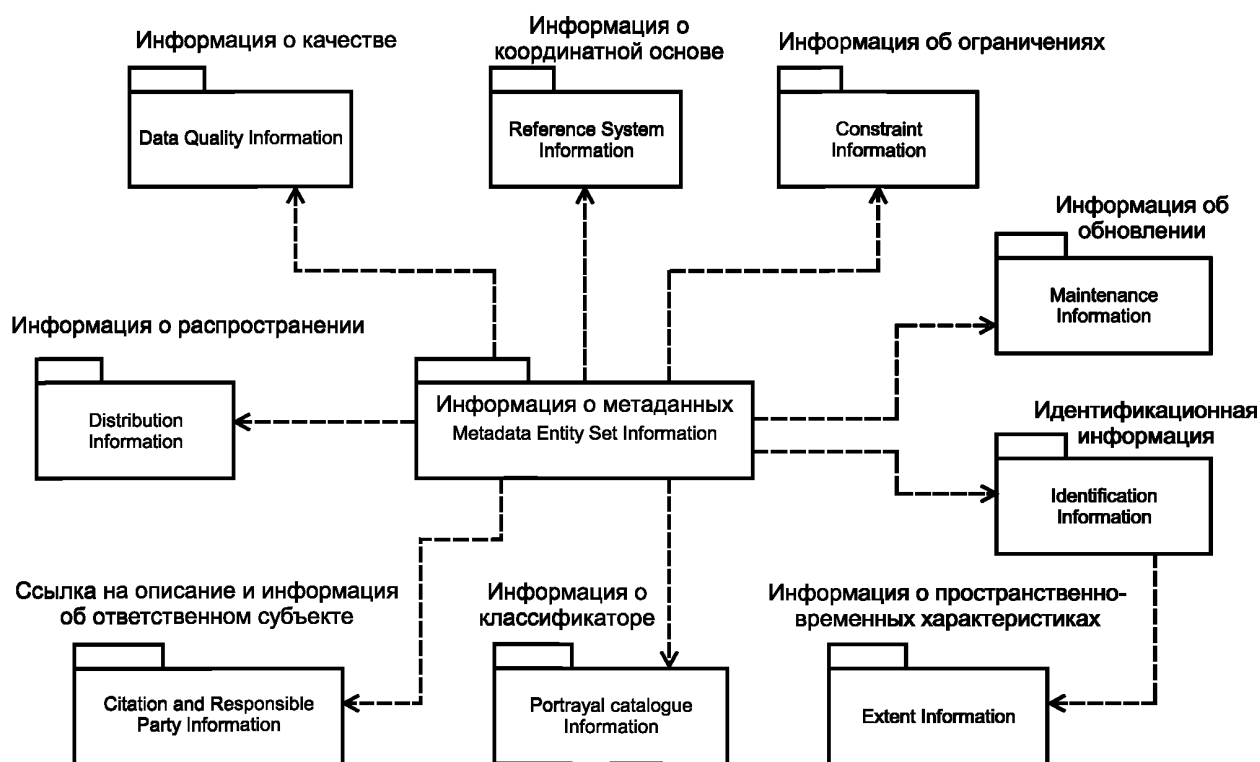 Информация о качестве
Data Quality Information
Информация о
координатной основе
Reference System
Information
Информация об ограничениях
Constraint
Information
Информация об
обновлении
Maintenance
Information
Информация о распространении
Distribution
Information
Информация о метаданных
Metadata Entity Set Information
Идентификационная
информация
Identification
Information
Ссылка на описание и информация
об ответственном субъекте
Citation and Responsible
Party Information
Информация о
классификаторе
Portrayal catalogue
Information
Информация о пространственно-
временных характеристиках
Extent Information